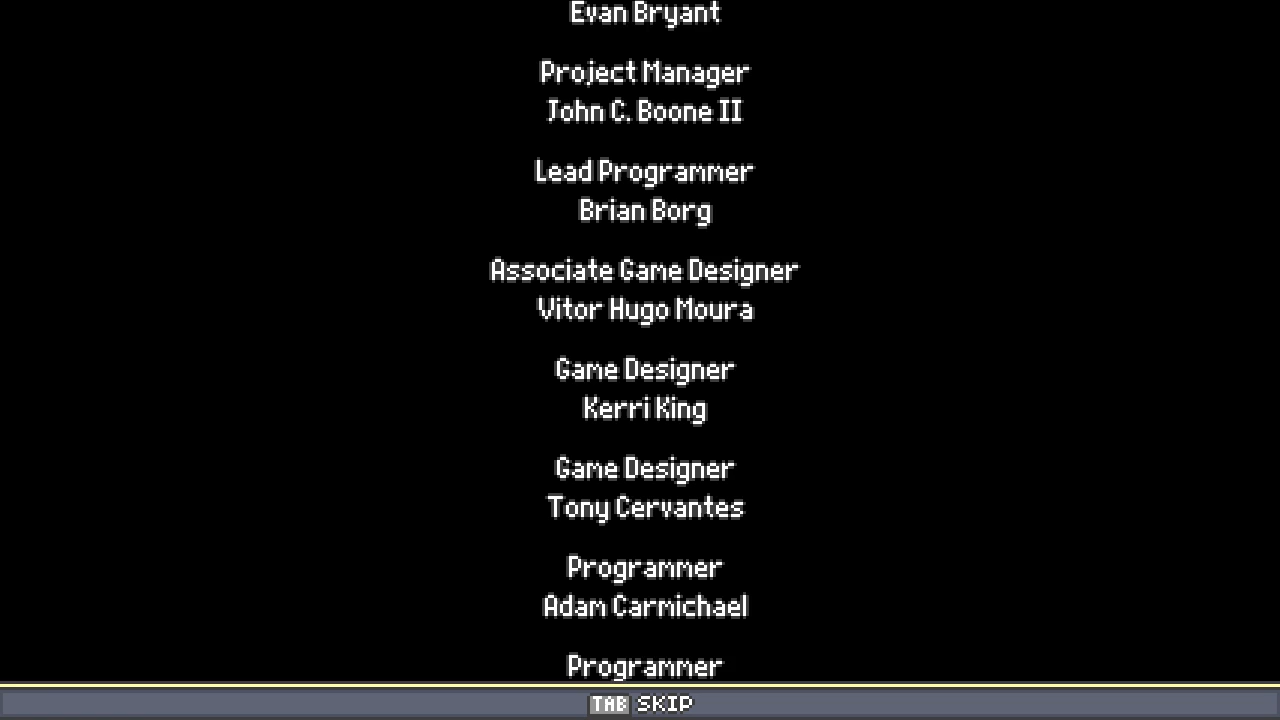 Evan Bryant
Project Manager
John C. Boone II
Lead Programmer
Brian Borg
Associate Game Designer
Vitor Hugo Moura
Game Designer
Kerri King
Game Designer
Tony Cervantes
Programmer
Adam Carmichael
Programmer
TAB SKIP